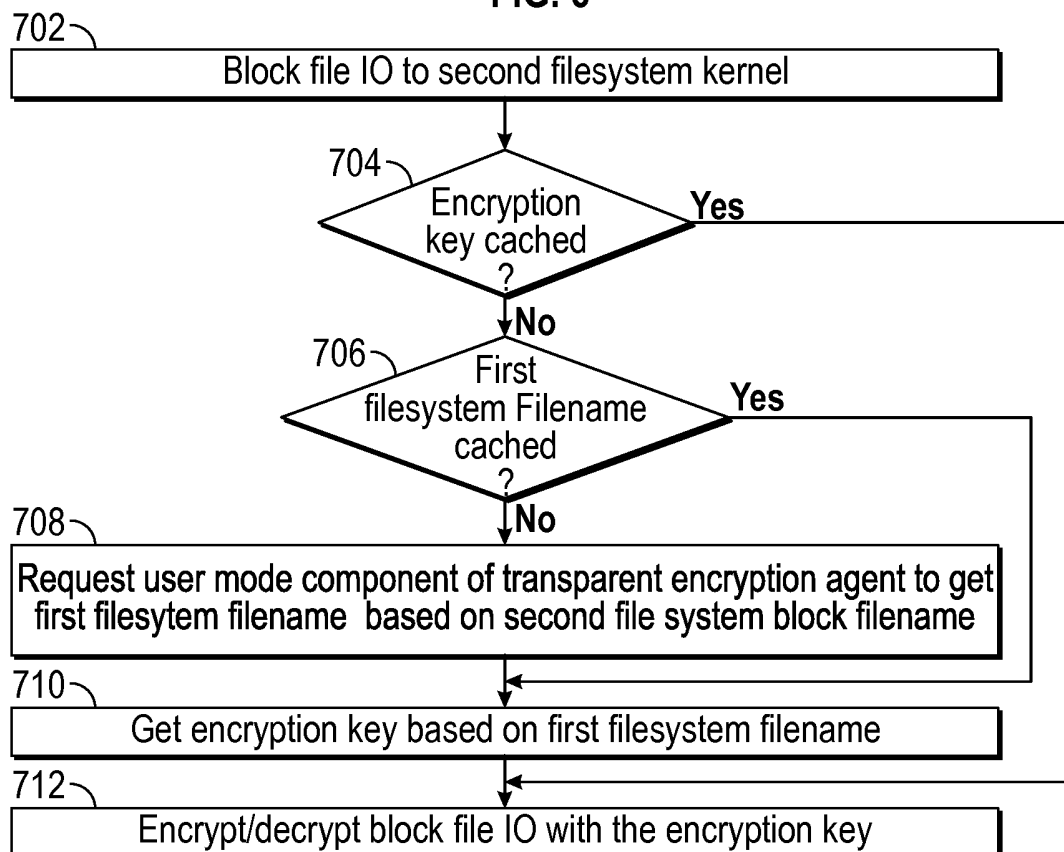 702
Block file IO to second filesystem kernel
704
Encryption
key cached
?
Yes
No
706
First
filesystem Filename
cached
?
Yes
No
708
Request user mode component of transparent encryption agent to get
first filesytem filename based on second file system block filename
710
Get encryption key based on first filesystem filename
712
Encrypt/decrypt block file IO with the encryption key